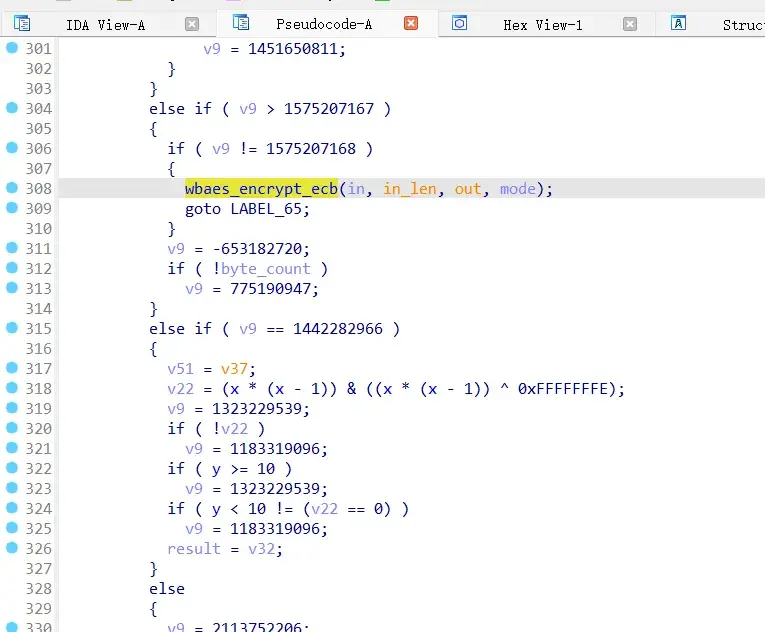 IDA View-A Pseudocode-A Hex View-1 Struc
301 v9 = 1451650811;
302 }
303 }
304 else if ( v9 > 1575207167 )
305 {
306 if ( v9 != 1575207168 )
307 {
308 wbaes_encrypt_ecb(in, in_len, out, mode);
309 goto LABEL_65;
310 }
311 v9 = -653182720;
312 if ( !byte_count )
313 v9 = 775190947;
314 }
315 else if ( v9 == 1442282966 )
316 {
317 v51 = v37;
318 v22 = (x * (x - 1)) & ((x * (x - 1)) ^ 0xFFFFFFFE);
319 v9 = 1323229539;
320 if ( !v22 )
321 v9 = 1183319096;
322 if ( y >= 10 )
323 v9 = 1323229539;
324 if ( y < 10 != (v22 == 0) )
325 v9 = 1183319096;
326 result = v32;
327 }
328 else
329 {
330 v9 = 2113752206;